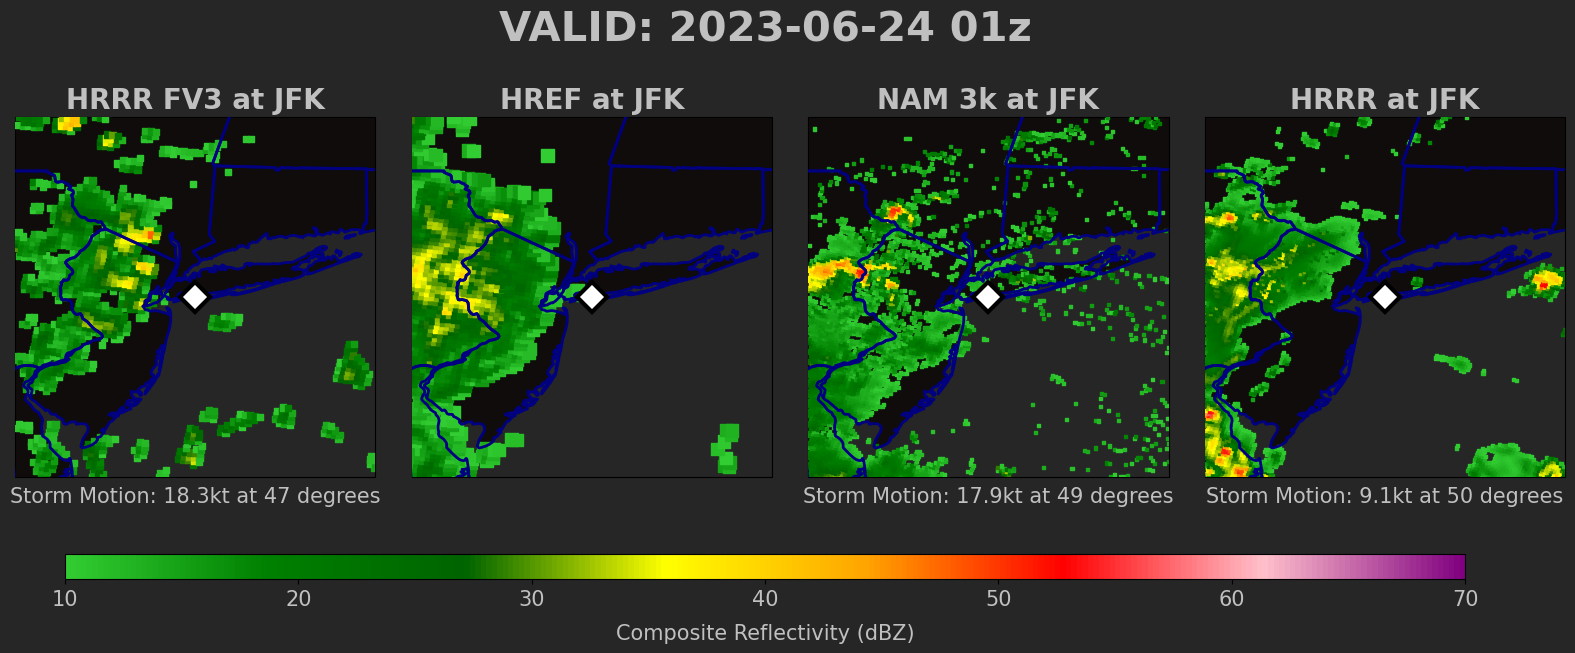 VALID: 2023-06-24 01z
HRRR FV3 at JFK
HREF at JFK
NAM 3k at JFK
HRRR at JFK
Storm Motion: 18.3kt at 47 degrees
Storm Motion: 17.9kt at 49 degrees
Storm Motion: 9.1kt at 50 degrees
10 20 30 40 50 60 70
Composite Reflectivity (dBZ)